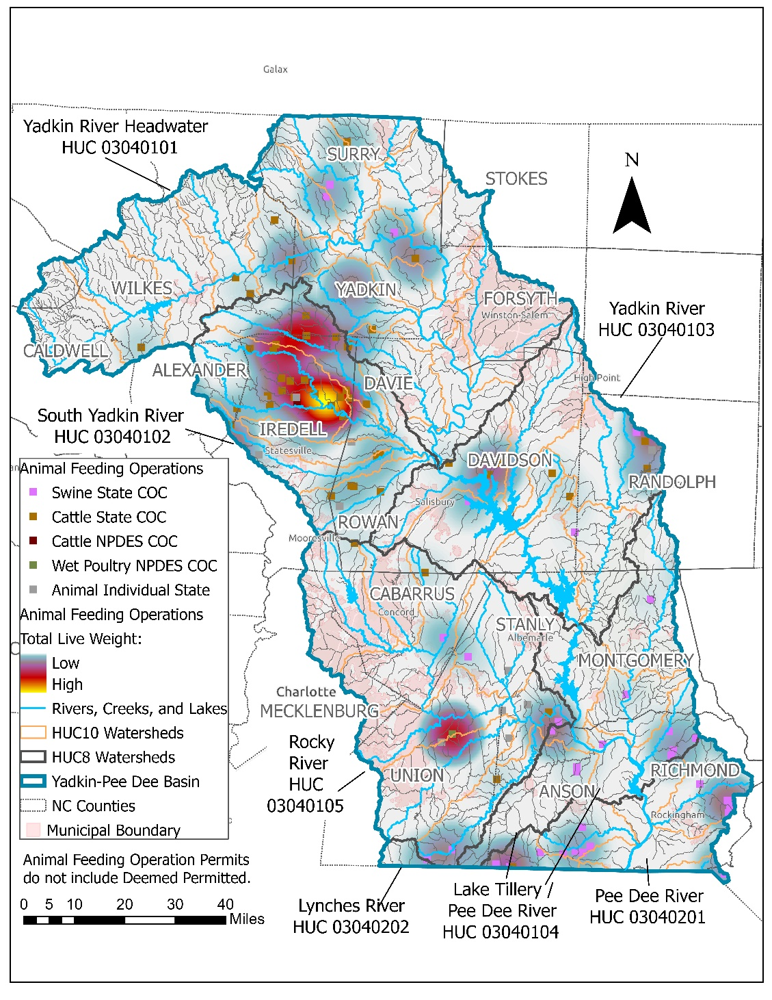 Galax
Yadkin River Headwater
HUC 03040101
SURRY
STOKES
N
WILKES
YADKIN
FORSYTH
Winston-Salem
Yadkin River
HUC 03040103
CALDWELL
ALEXANDER
DAVIE
High Point
South Yadkin River
HUC 03040102
IREDELL
Statesville
DAVIDSON
RANDOLPH
Salisbury
ROWAN
Mooresville
CABARRUS
Concord
STANLY
Albemarle
MONTGOMERY
Charlotte
MECKLENBURG
Rocky
River
HUC
03040105
UNION
ANSON
RICHMOND
Rockingham
Animal Feeding Operations
Swine State COC
Cattle State COC
Cattle NPDES COC
Wet Poultry NPDES COC
Animal Individual State
Animal Feeding Operations
Total Live Weight:
Low
High
Rivers, Creeks, and Lakes
HUC10 Watersheds
HUC8 Watersheds
Yadkin-Pee Dee Basin
NC Counties
Municipal Boundary
Animal Feeding Operation Permits
do not include Deemed Permitted.
0 5 10 20 30 40
Miles
Lynches River
HUC 03040202
Lake Tillery /
Pee Dee River
HUC 03040104
Pee Dee River
HUC 03040201